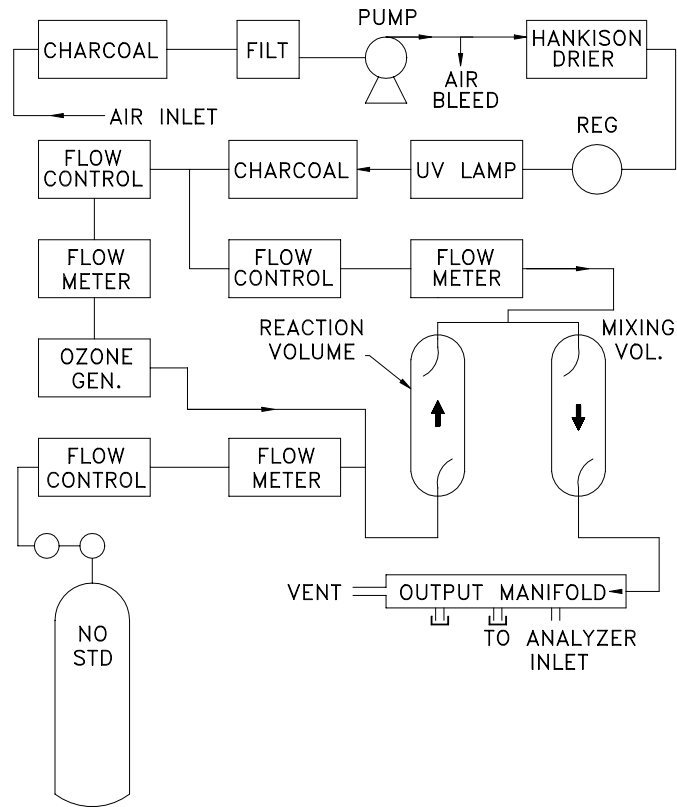 PUMP
CHARCOAL
FILT
HANKISON
DRIER
AIR
BLEED
AIR INLET
REG
FLOW
CONTROL
CHARCOAL
UV LAMP
FLOW
METER
FLOW
CONTROL
FLOW
METER
REACTION
VOLUME
MIXING
VOL.
OZONE
GEN.
FLOW
CONTROL
FLOW
METER
VENT
OUTPUT MANIFOLD
TO ANALYZER
INLET
NO
STD